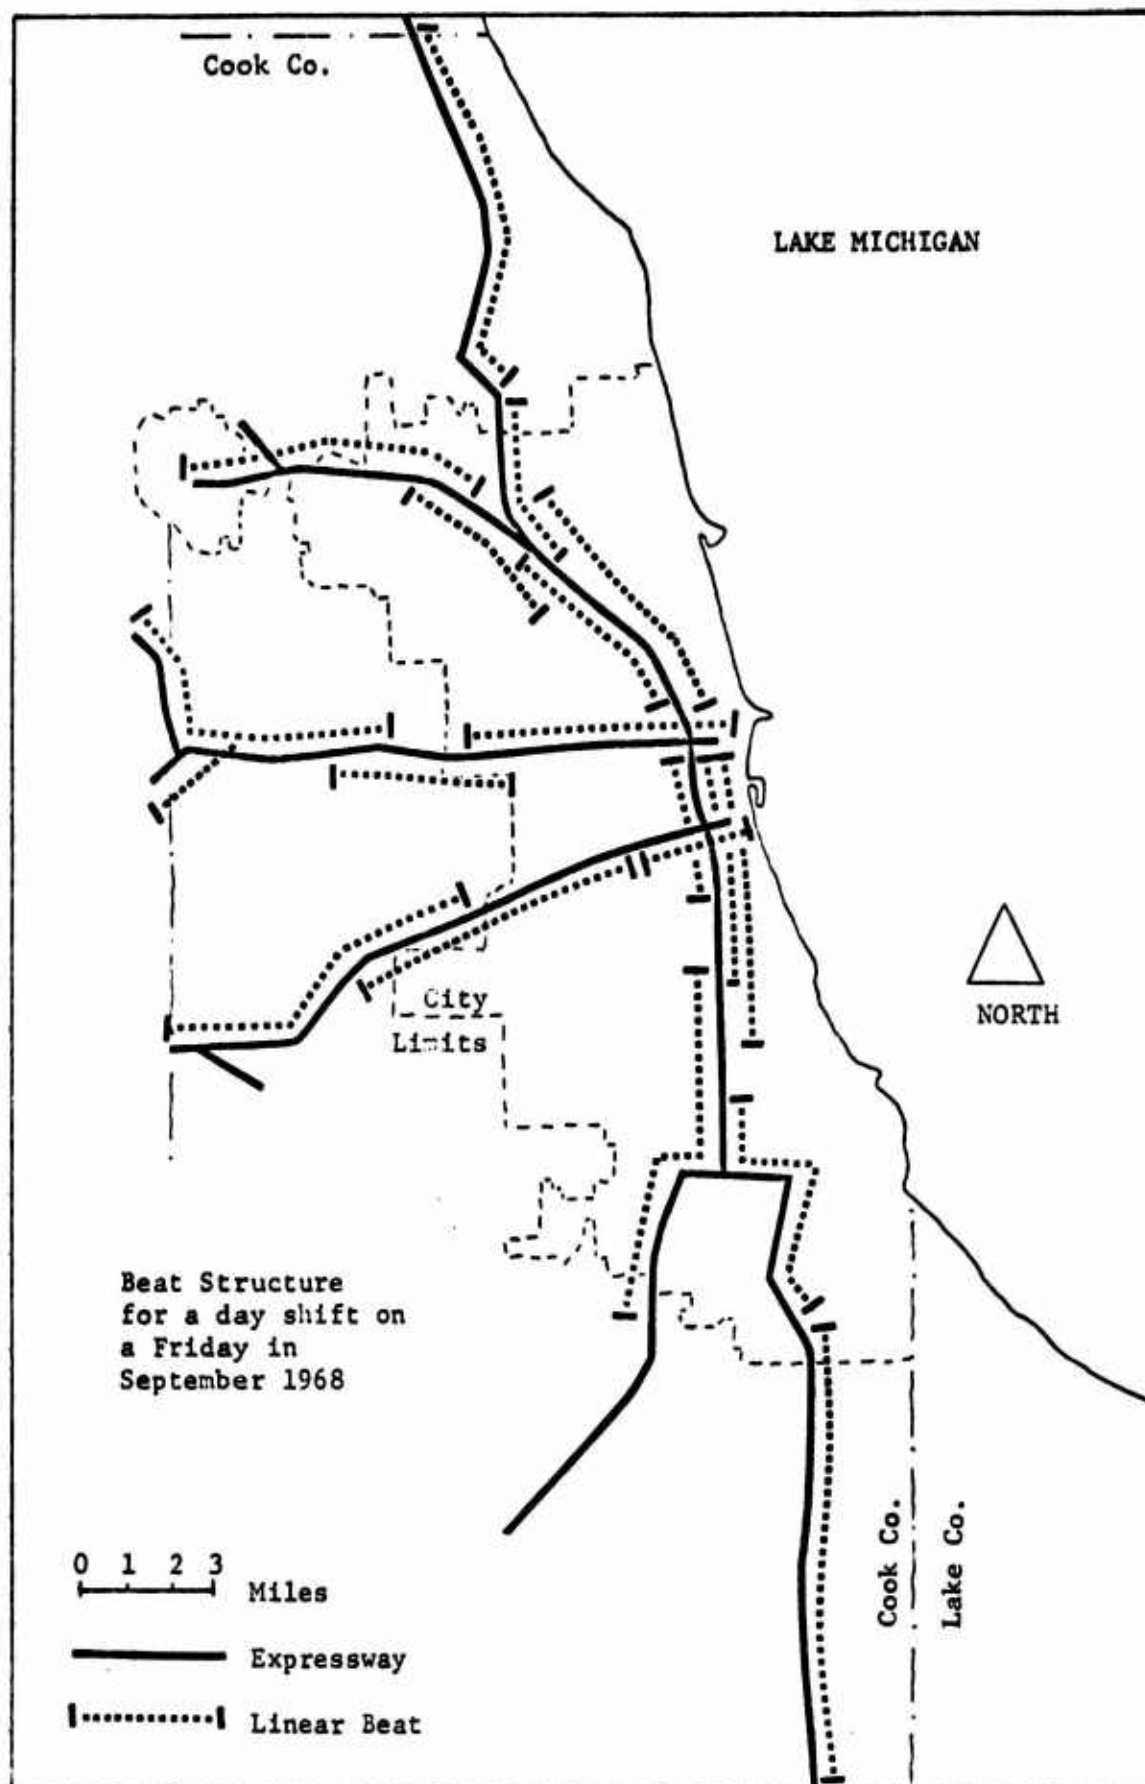 Cook Co.
LAKE MICHIGAN
NORTH
City
Limits
Beat Structure
for a day shift on
a Friday in
September 1968
Cook Co.
Lake Co.
0 1 2 3
Miles
Expressway
Linear Beat